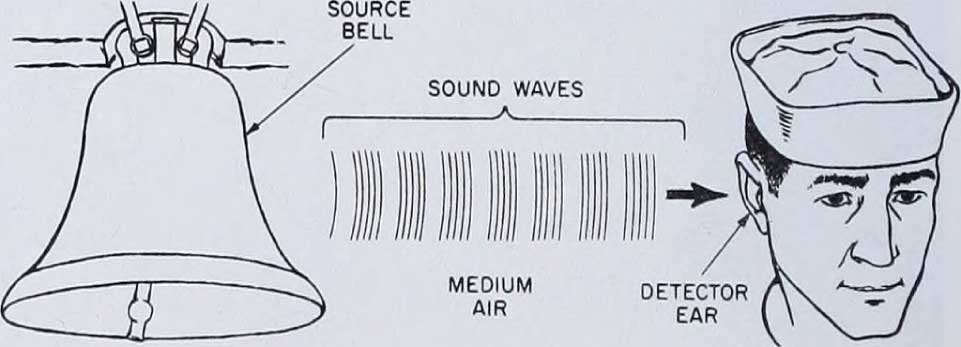 SOURCE
BELL
SOUND WAVES
MEDIUM
AIR
DETECTOR
EAR